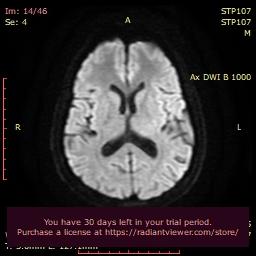 Im: 14/46
Se: 4
A
STP107
STP107
M
Ax DWI B 1000
R
L
You have 30 days left in your trial period.
Purchase a license at https://radiantviewer.com/store/